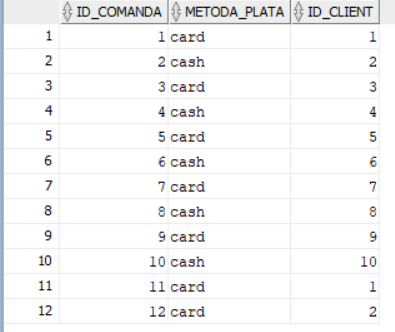 ID_COMANDA METODA_PLATA ID_CLIENT
1 1 card 1
2 2 cash 2
3 3 card 3
4 4 cash 4
5 5 card 5
6 6 cash 6
7 7 card 7
8 8 cash 8
9 9 card 9
10 10 cash 10
11 11 card 1
12 12 card 2